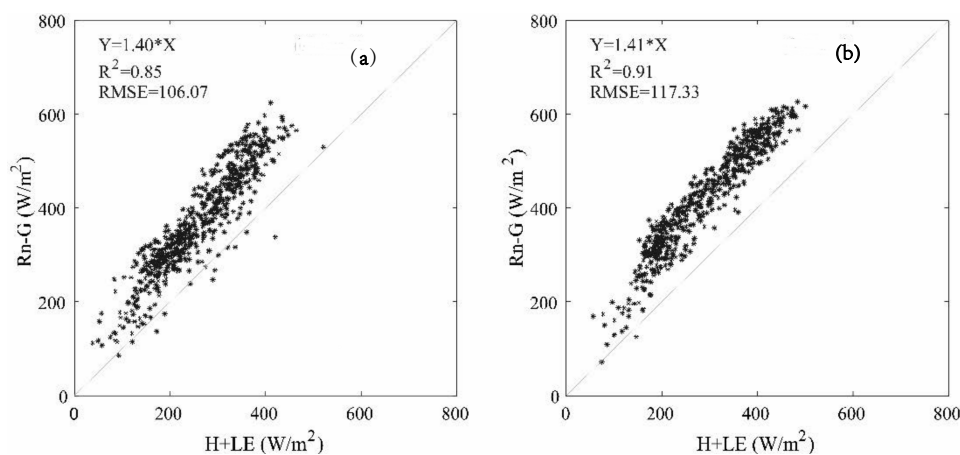 Y=1.40*X
R²=0.85
RMSE=106.07
(a)
800
600
400
200
0
Rn-G (W/m²)
0 200 400 600 800
H+LE (W/m²)
Y=1.41*X
R²=0.91
RMSE=117.33
(b)
800
600
400
200
0
Rn-G (W/m²)
0 200 400 600 800
H+LE (W/m²)